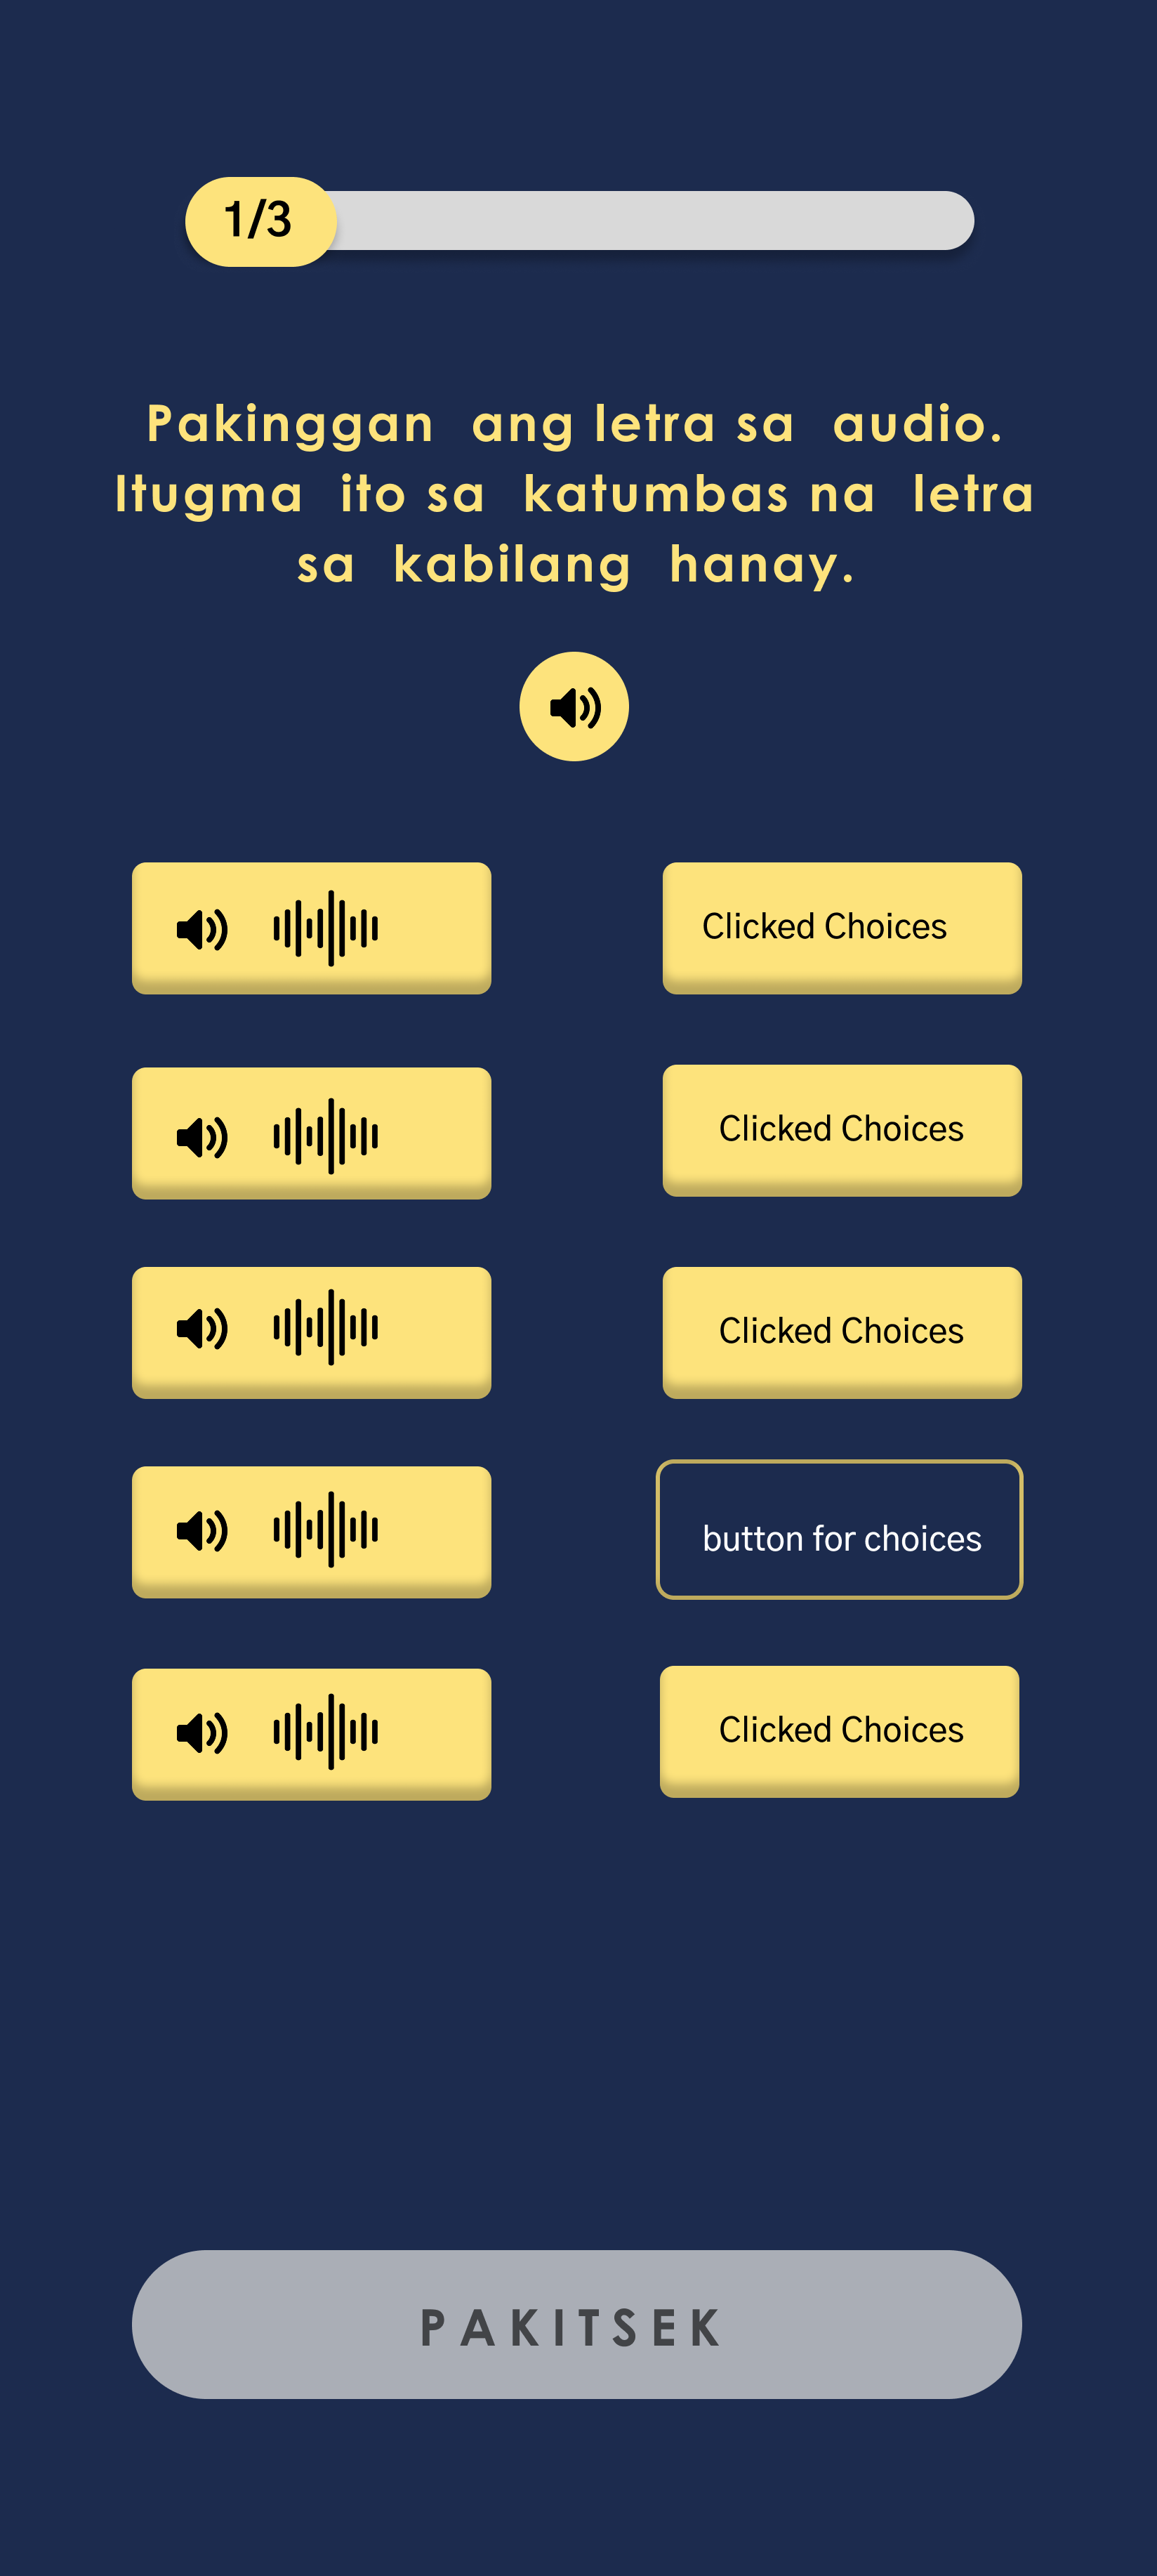 1/3
Pakinggan ang letra sa audio.
Itugma ito sa katumbas na letra
sa kabilang hanay.
Clicked Choices
Clicked Choices
Clicked Choices
button for choices
Clicked Choices
PAKITSEK